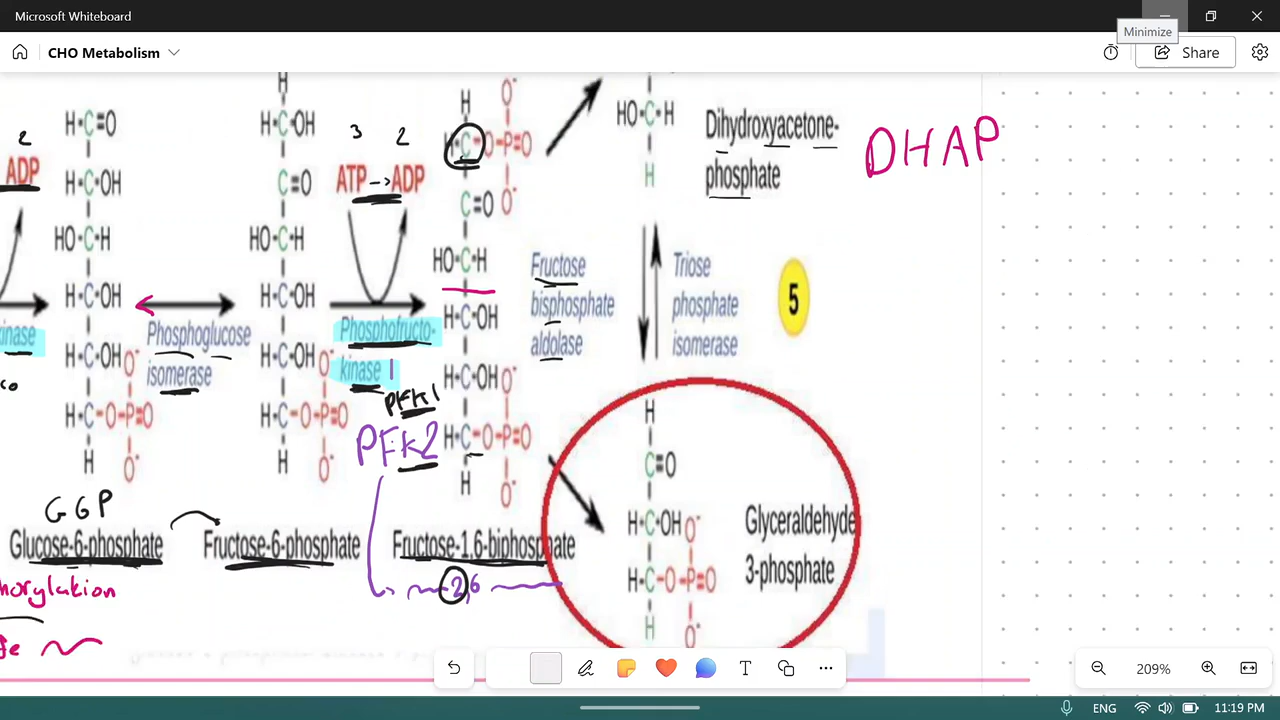 Microsoft Whiteboard
Minimize
CHO Metabolism
Share
H
H-C=O
H-C-OH
HO-C-H
H-C-OH
H-C-OH
H-C-O-P=O
H
O-
O-
2
ADP
kinase
Phosphoglucose
isomerase
G6P
Glucose-6-phosphate
H
H-C-OH
C=O
HO-C-H
H-C-OH
H-C-OH
H-C-O-P=O
H
O-
O-
Fructose-6-phosphate
3 2
ATP->ADP
Phosphofructo-
kinase 1
PFK1
PFK2
H
O-
H-C-O-P=O
C=O O-
HO-C-H
H-C-OH
H-C-OH O-
H-C-O-P=O
H
O-
Fructose-1,6-biphosphate
2,6
Fructose
bisphosphate
aldolase
HO-C-H
H
Dihydroxyacetone-
phosphate
DHAP
Triose
phosphate
isomerase
5
H
C=O
H-C-OH O-
H-C-O-P=O
H
O-
Glyceraldehyde
3-phosphate
horylation
209%
ENG
11:19 PM